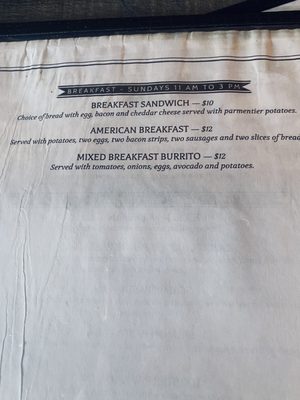 BREAKFAST - SUNDAYS 11 AM TO 3 PM
BREAKFAST SANDWICH — $10
Choice of bread with egg, bacon and cheddar cheese served with parmentier potatoes.
AMERICAN BREAKFAST — $12
Served with potatoes, two eggs, two bacon strips, two sausages and two slices of bread
MIXED BREAKFAST BURRITO — $12
Served with tomatoes, onions, eggs, avocado and potatoes.